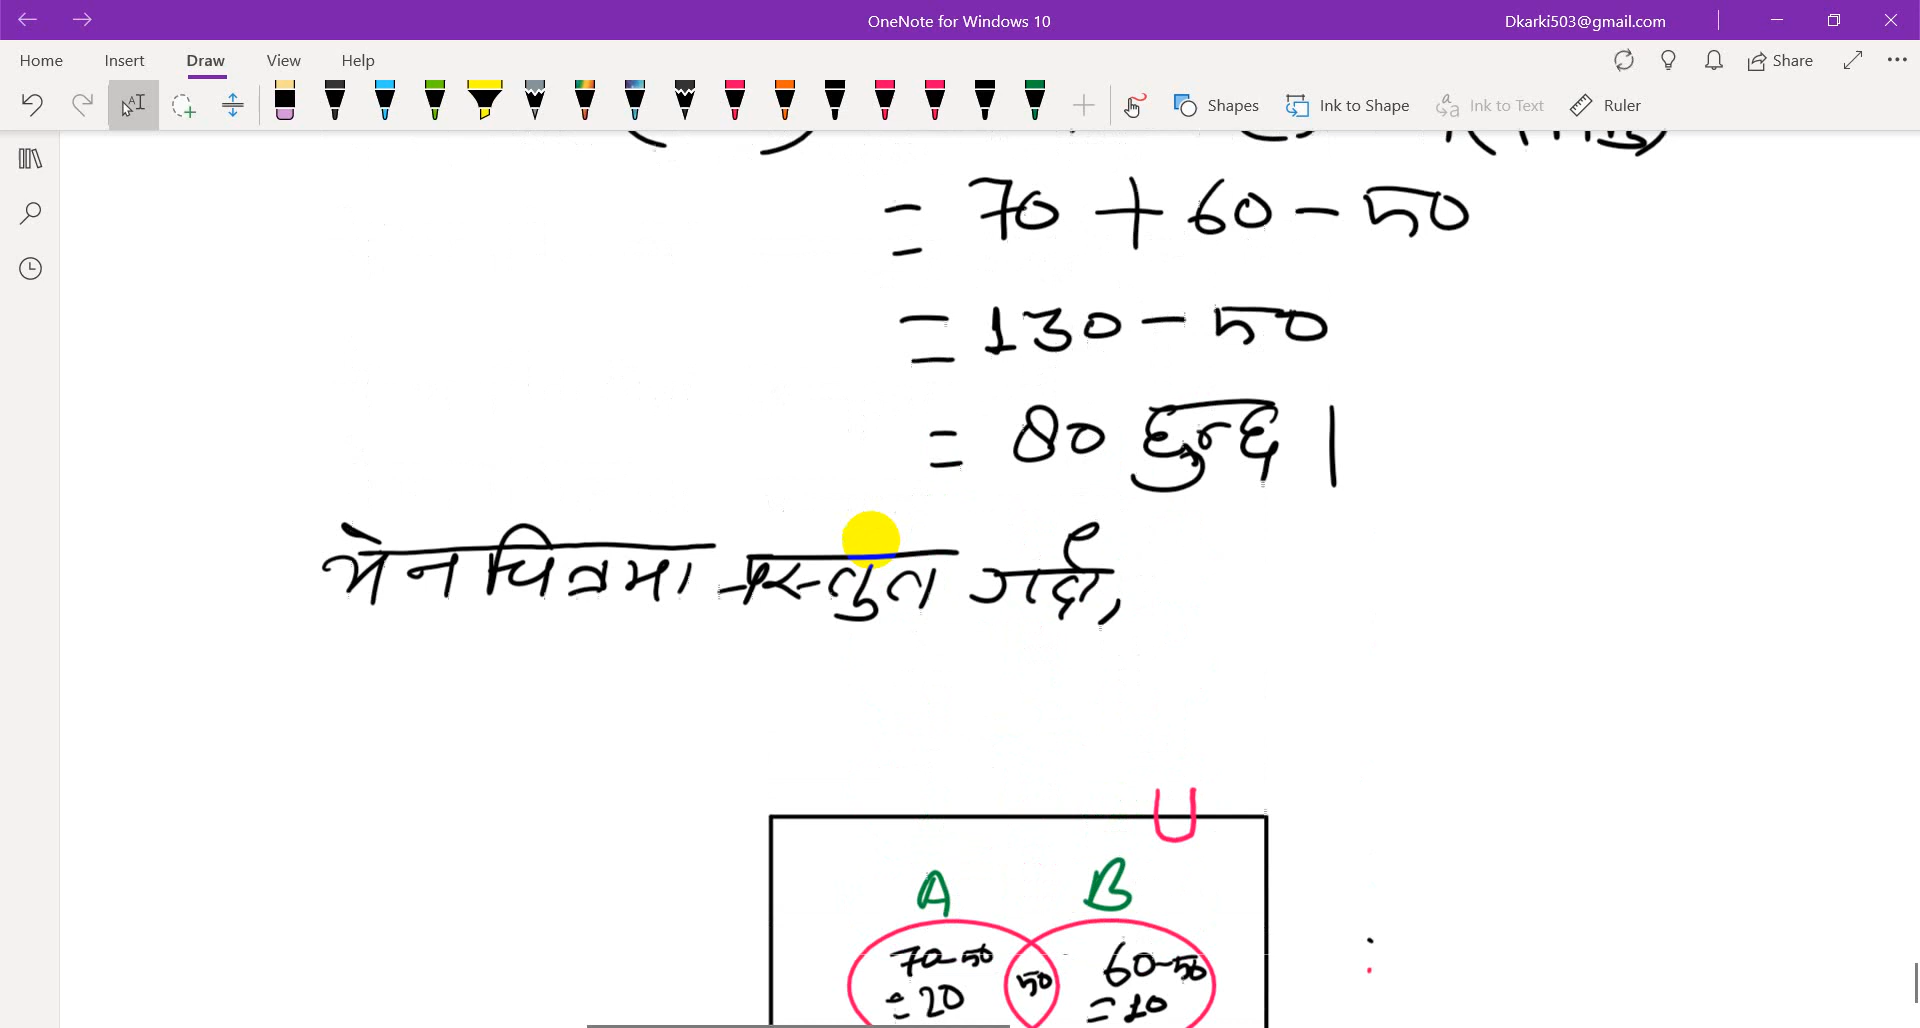 OneNote for Windows 10
Dkarki503@gmail.com
Home Insert Draw View Help
Share
Shapes Ink to Shape Ink to Text Ruler
= 70 + 60 - 50
= 130 - 50
= 80 हुन्छ |
भेनचित्रमा प्रस्तुत गर्दा,
U
A B
70-50 50 60-50
= 20 = 10